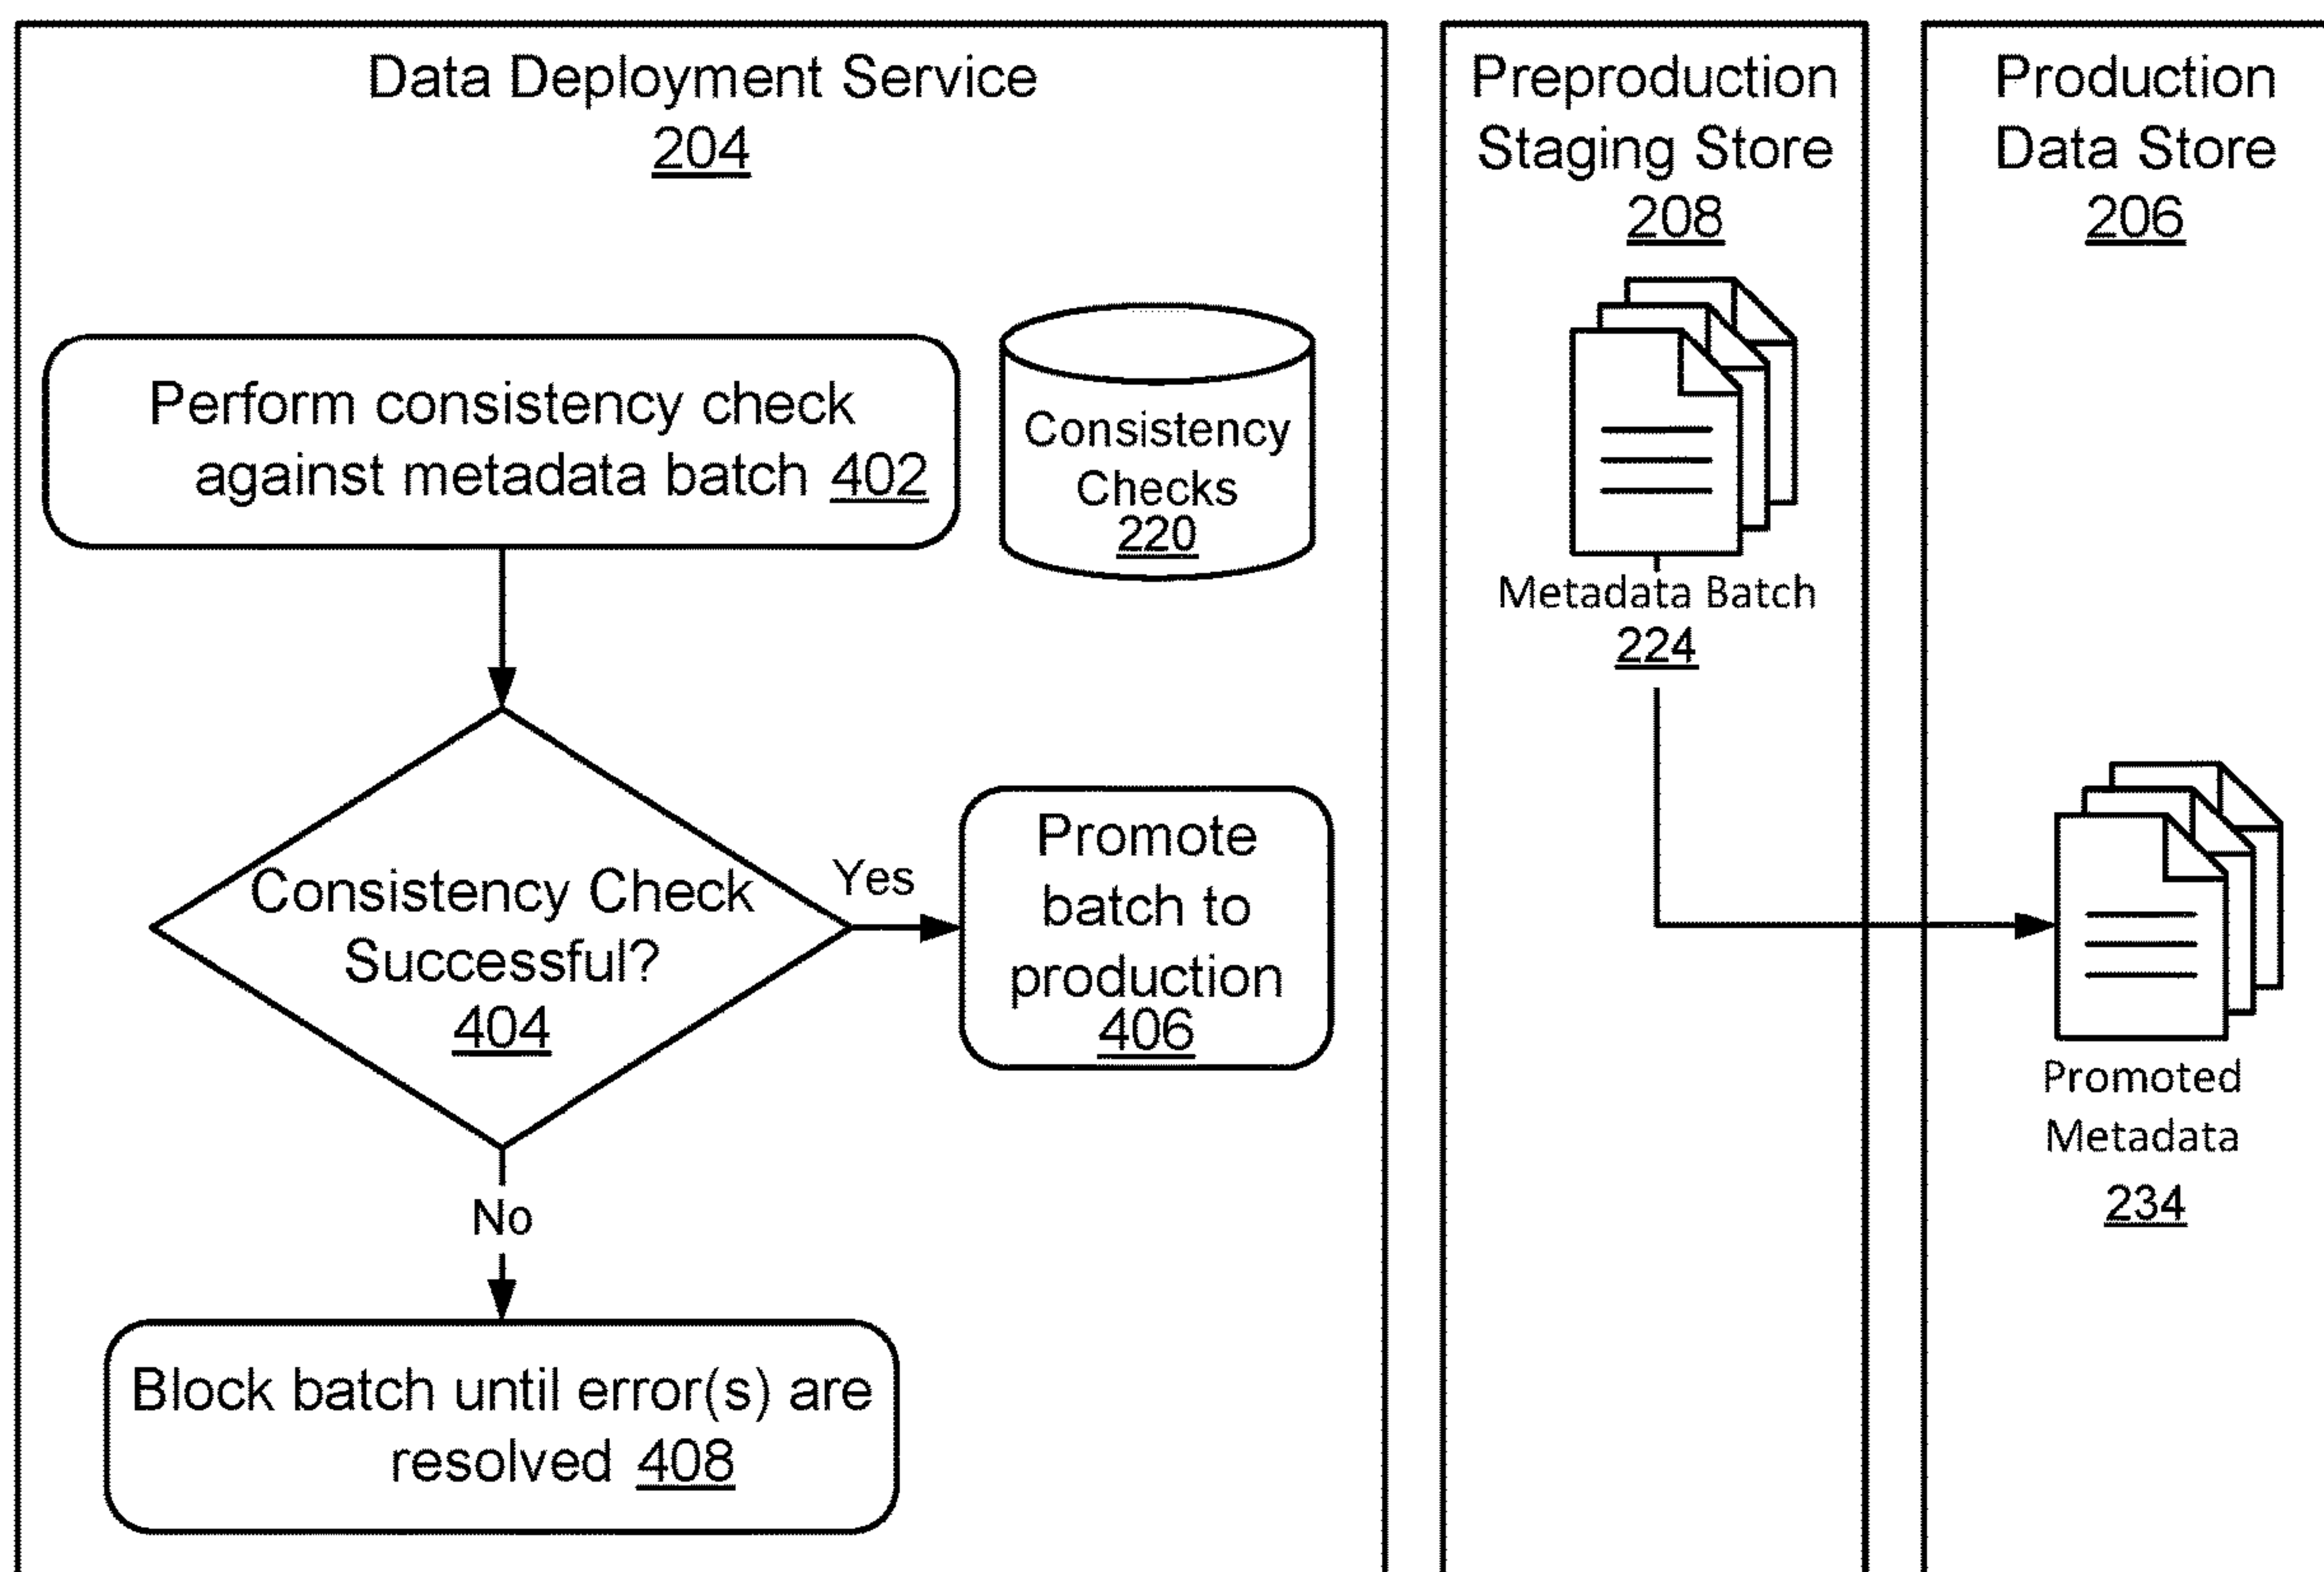 Data Deployment Service
204
Perform consistency check
against metadata batch 402
Consistency
Checks
220
Consistency Check
Successful?
404
Yes
Promote
batch to
production
406
No
Block batch until error(s) are
resolved 408
Preproduction
Staging Store
208
Metadata Batch
224
Production
Data Store
206
Promoted
Metadata
234